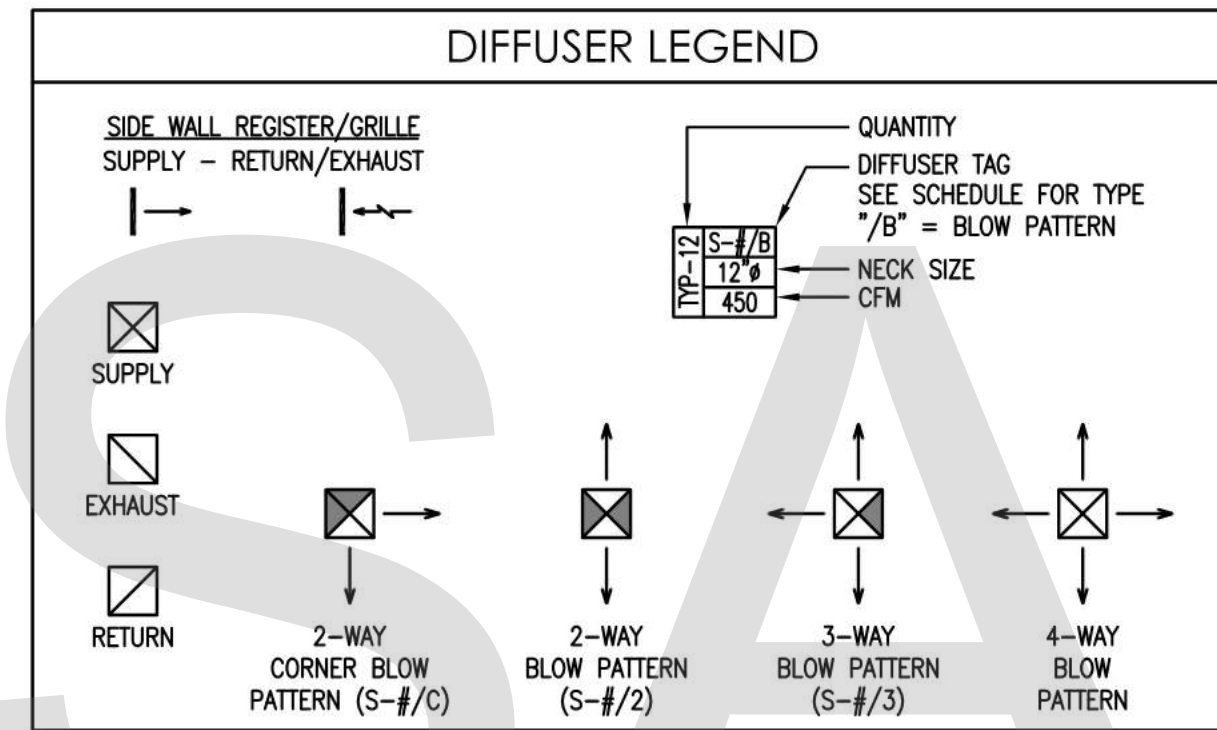 DIFFUSER LEGEND
SIDE WALL REGISTER/GRILLE
SUPPLY - RETURN/EXHAUST
SUPPLY
EXHAUST
RETURN
QUANTITY
DIFFUSER TAG
SEE SCHEDULE FOR TYPE
"/B" = BLOW PATTERN
NECK SIZE
CFM
TYP-12
S-#/B
12"ø
450
2-WAY
CORNER BLOW
PATTERN (S-#/C)
2-WAY
BLOW PATTERN
(S-#/2)
3-WAY
BLOW PATTERN
(S-#/3)
4-WAY
BLOW
PATTERN
SA